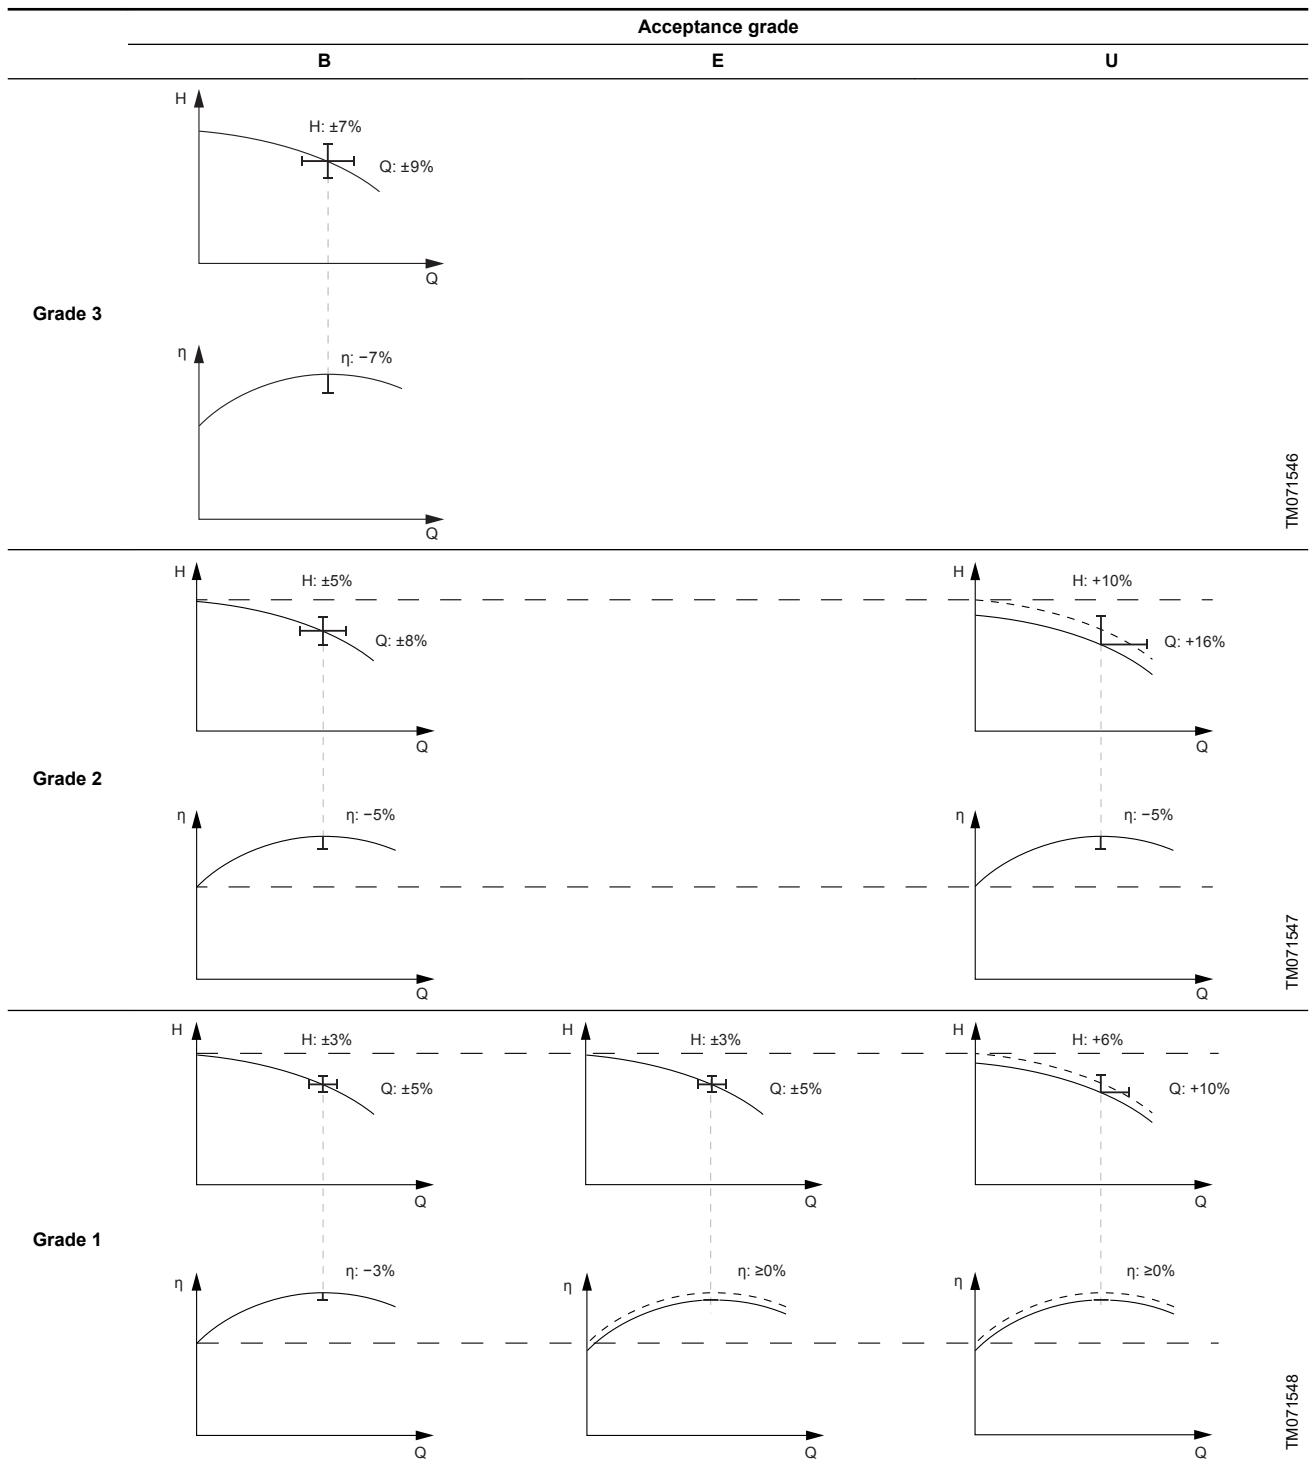 Acceptance grade
B E U
H
H: ±7%
Q: ±9%
Q
Grade 3
η
η: −7%
Q
TM071546
H
H: ±5%
Q: ±8%
Q
H
H: +10%
Q: +16%
Q
Grade 2
η
η: −5%
Q
η
η: −5%
Q
TM071547
H
H: ±3%
Q: ±5%
Q
H
H: ±3%
Q: ±5%
Q
H
H: +6%
Q: +10%
Q
Grade 1
η
η: −3%
Q
η
η: ≥0%
Q
η
η: ≥0%
Q
TM071548